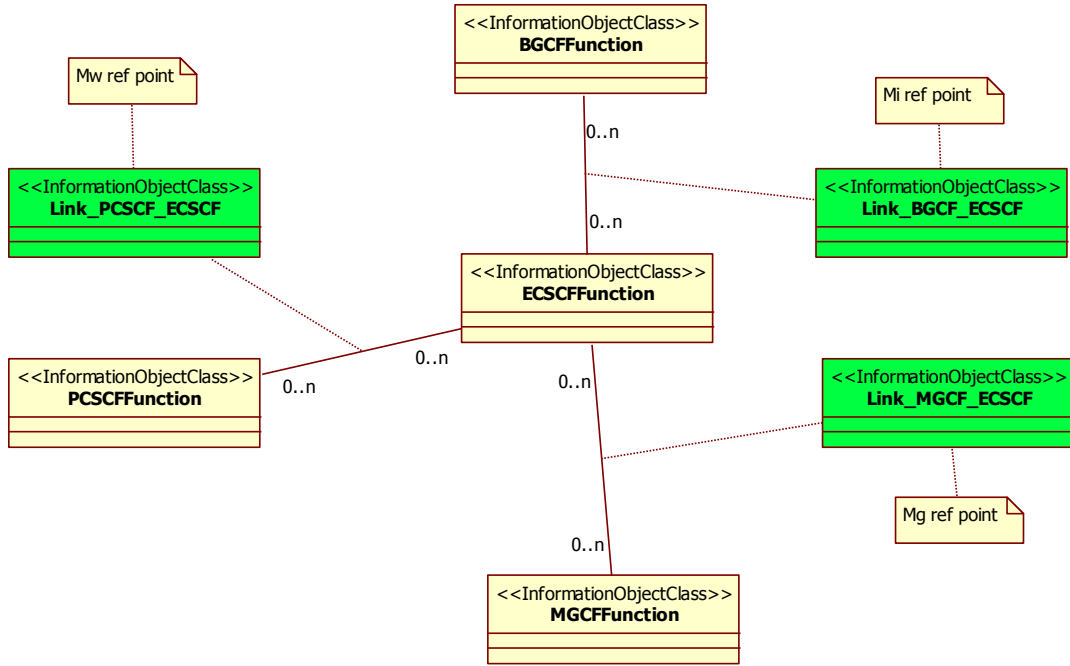 <<InformationObjectClass>>
BGCFFunction
Mw ref point
Mi ref point
0..n
<<InformationObjectClass>>
Link_PCSCF_ECSCF
<<InformationObjectClass>>
Link_BGCF_ECSCF
0..n
<<InformationObjectClass>>
ECSCFFunction
0..n
<<InformationObjectClass>>
PCSCFFunction
0..n
0..n
<<InformationObjectClass>>
Link_MGCF_ECSCF
Mg ref point
0..n
<<InformationObjectClass>>
MGCFFunction